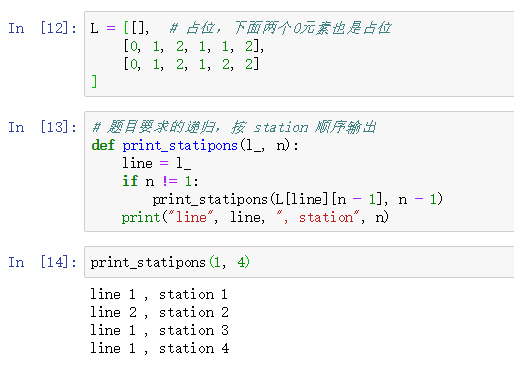 In [12]: L = [[],  # 占位，下面两个0元素也是占位
    [0, 1, 2, 1, 1, 2],
    [0, 1, 2, 1, 2, 2]
]
In [13]: # 题目要求的递归，按 station 顺序输出
def print_statipons(l_, n):
    line = l_
    if n != 1:
        print_statipons(L[line][n - 1], n - 1)
    print("line", line, ", station", n)
In [14]: print_statipons(1, 4)
line 1 , station 1
line 2 , station 2
line 1 , station 3
line 1 , station 4